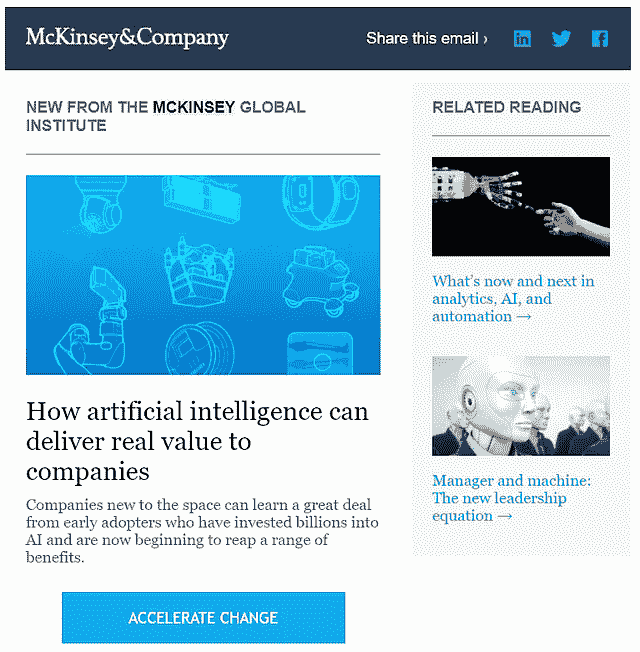 McKinsey&Company
Share this email ›
NEW FROM THE MCKINSEY GLOBAL
INSTITUTE
How artificial intelligence can
deliver real value to
companies
Companies new to the space can learn a great deal
from early adopters who have invested billions into
AI and are now beginning to reap a range of
benefits.
ACCELERATE CHANGE
RELATED READING
What's now and next in
analytics, AI, and
automation →
Manager and machine:
The new leadership
equation →